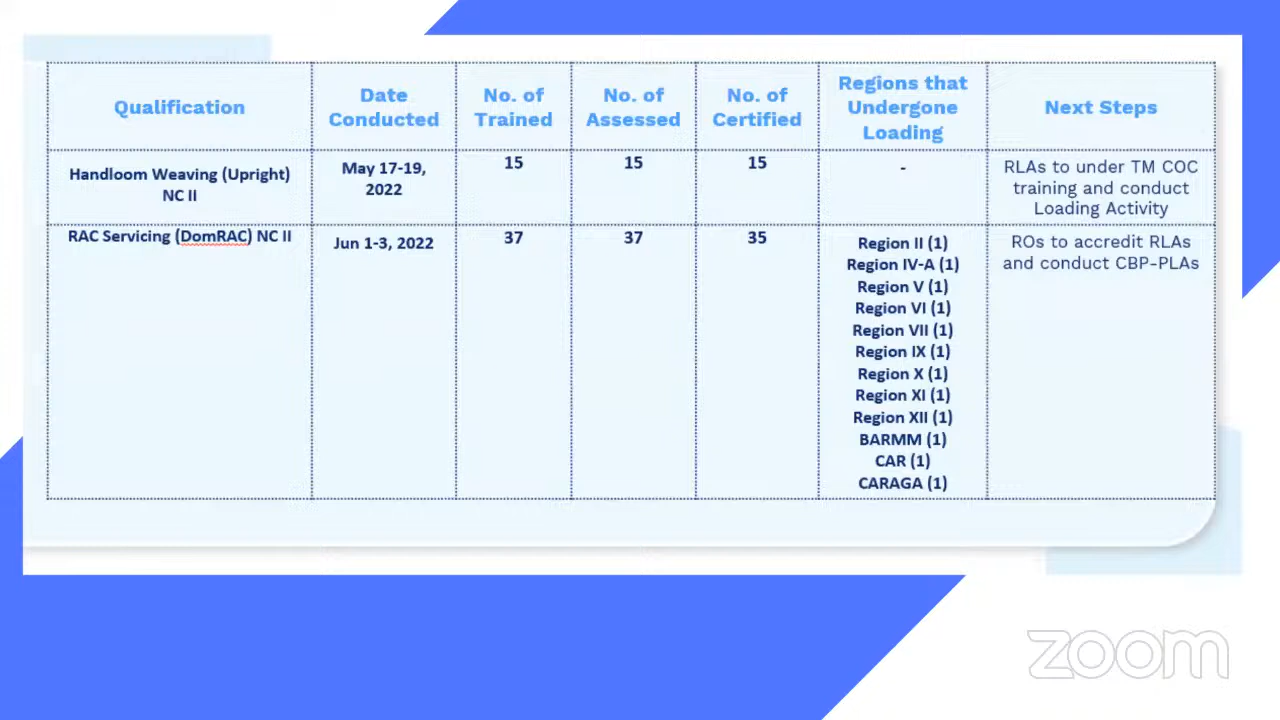 Qualification
Date
Conducted
No. of
Trained
No. of
Assessed
No. of
Certified
Regions that
Undergone
Loading
Next Steps
Handloom Weaving (Upright)
NC II
May 17-19,
2022
15
15
15
-
RLAs to under TM COC
training and conduct
Loading Activity
RAC Servicing (DomRAC) NC II
Jun 1-3, 2022
37
37
35
Region II (1)
Region IV-A (1)
Region V (1)
Region VI (1)
Region VII (1)
Region IX (1)
Region X (1)
Region XI (1)
Region XII (1)
BARMM (1)
CAR (1)
CARAGA (1)
ROs to accredit RLAs
and conduct CBP-PLAs
zoom